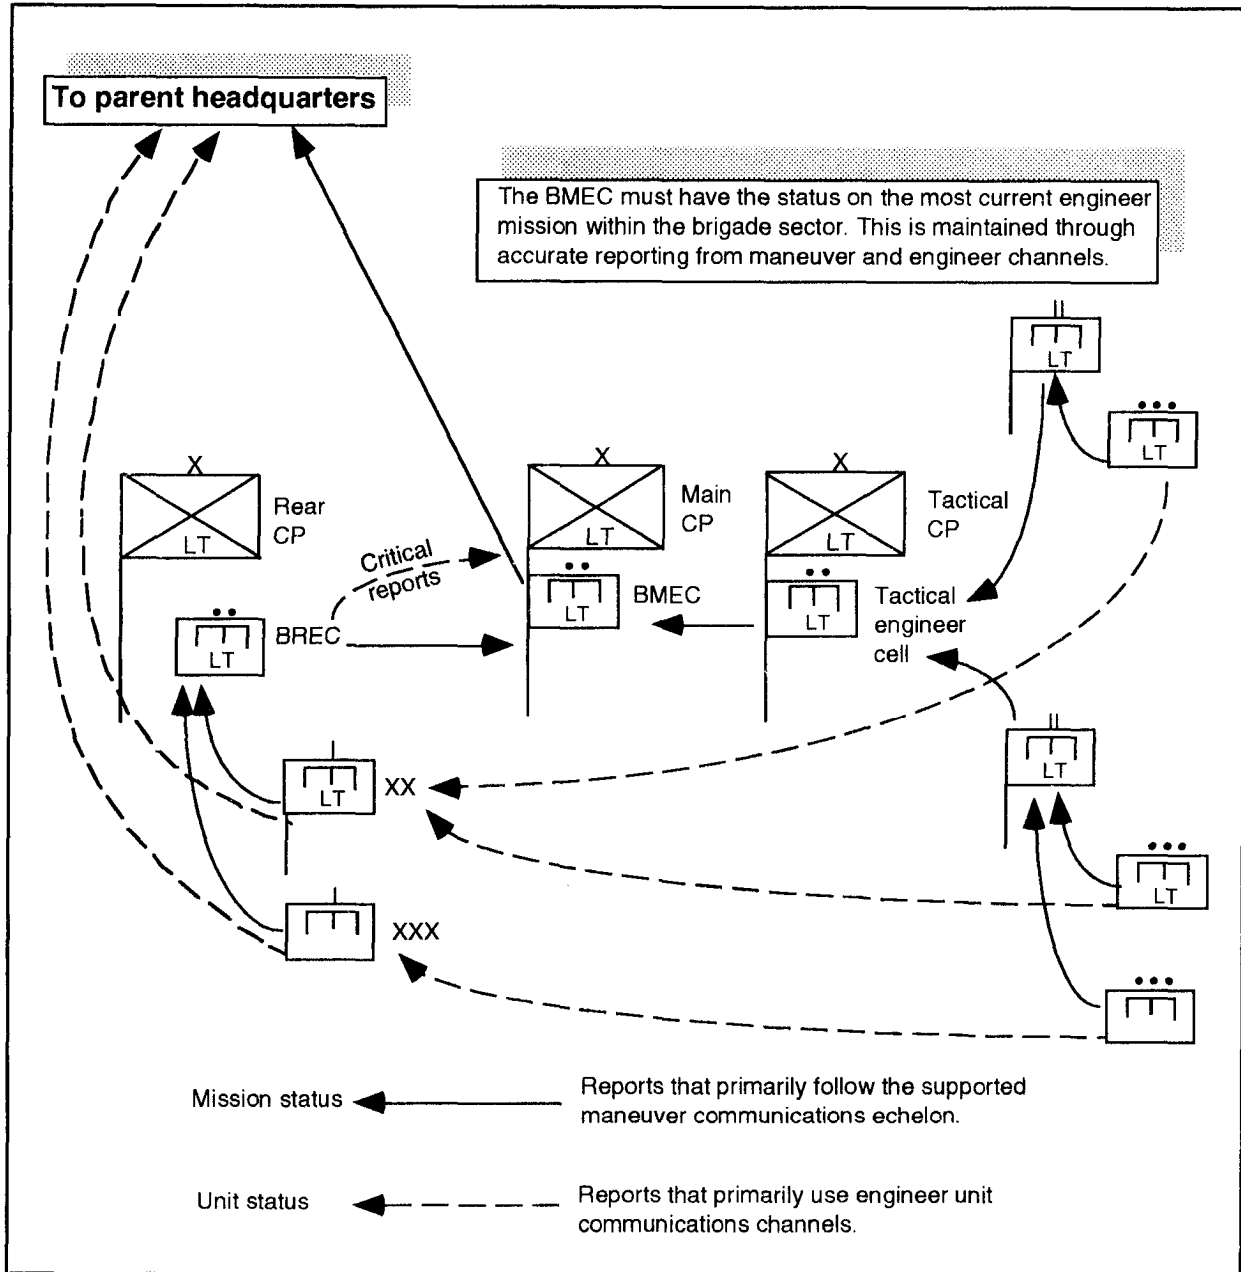 To parent headquarters
The BMEC must have the status on the most current engineer
mission within the brigade sector. This is maintained through
accurate reporting from maneuver and engineer channels.
LT
LT
X
X
X
Rear
CP
LT
Main
CP
LT
Tactical
CP
LT
Critical
reports
BREC
LT
BMEC
LT
Tactical
engineer
cell
LT
LT
XX
LT
LT
XXX
Mission status
Reports that primarily follow the supported
maneuver communications echelon.
Unit status
Reports that primarily use engineer unit
communications channels.